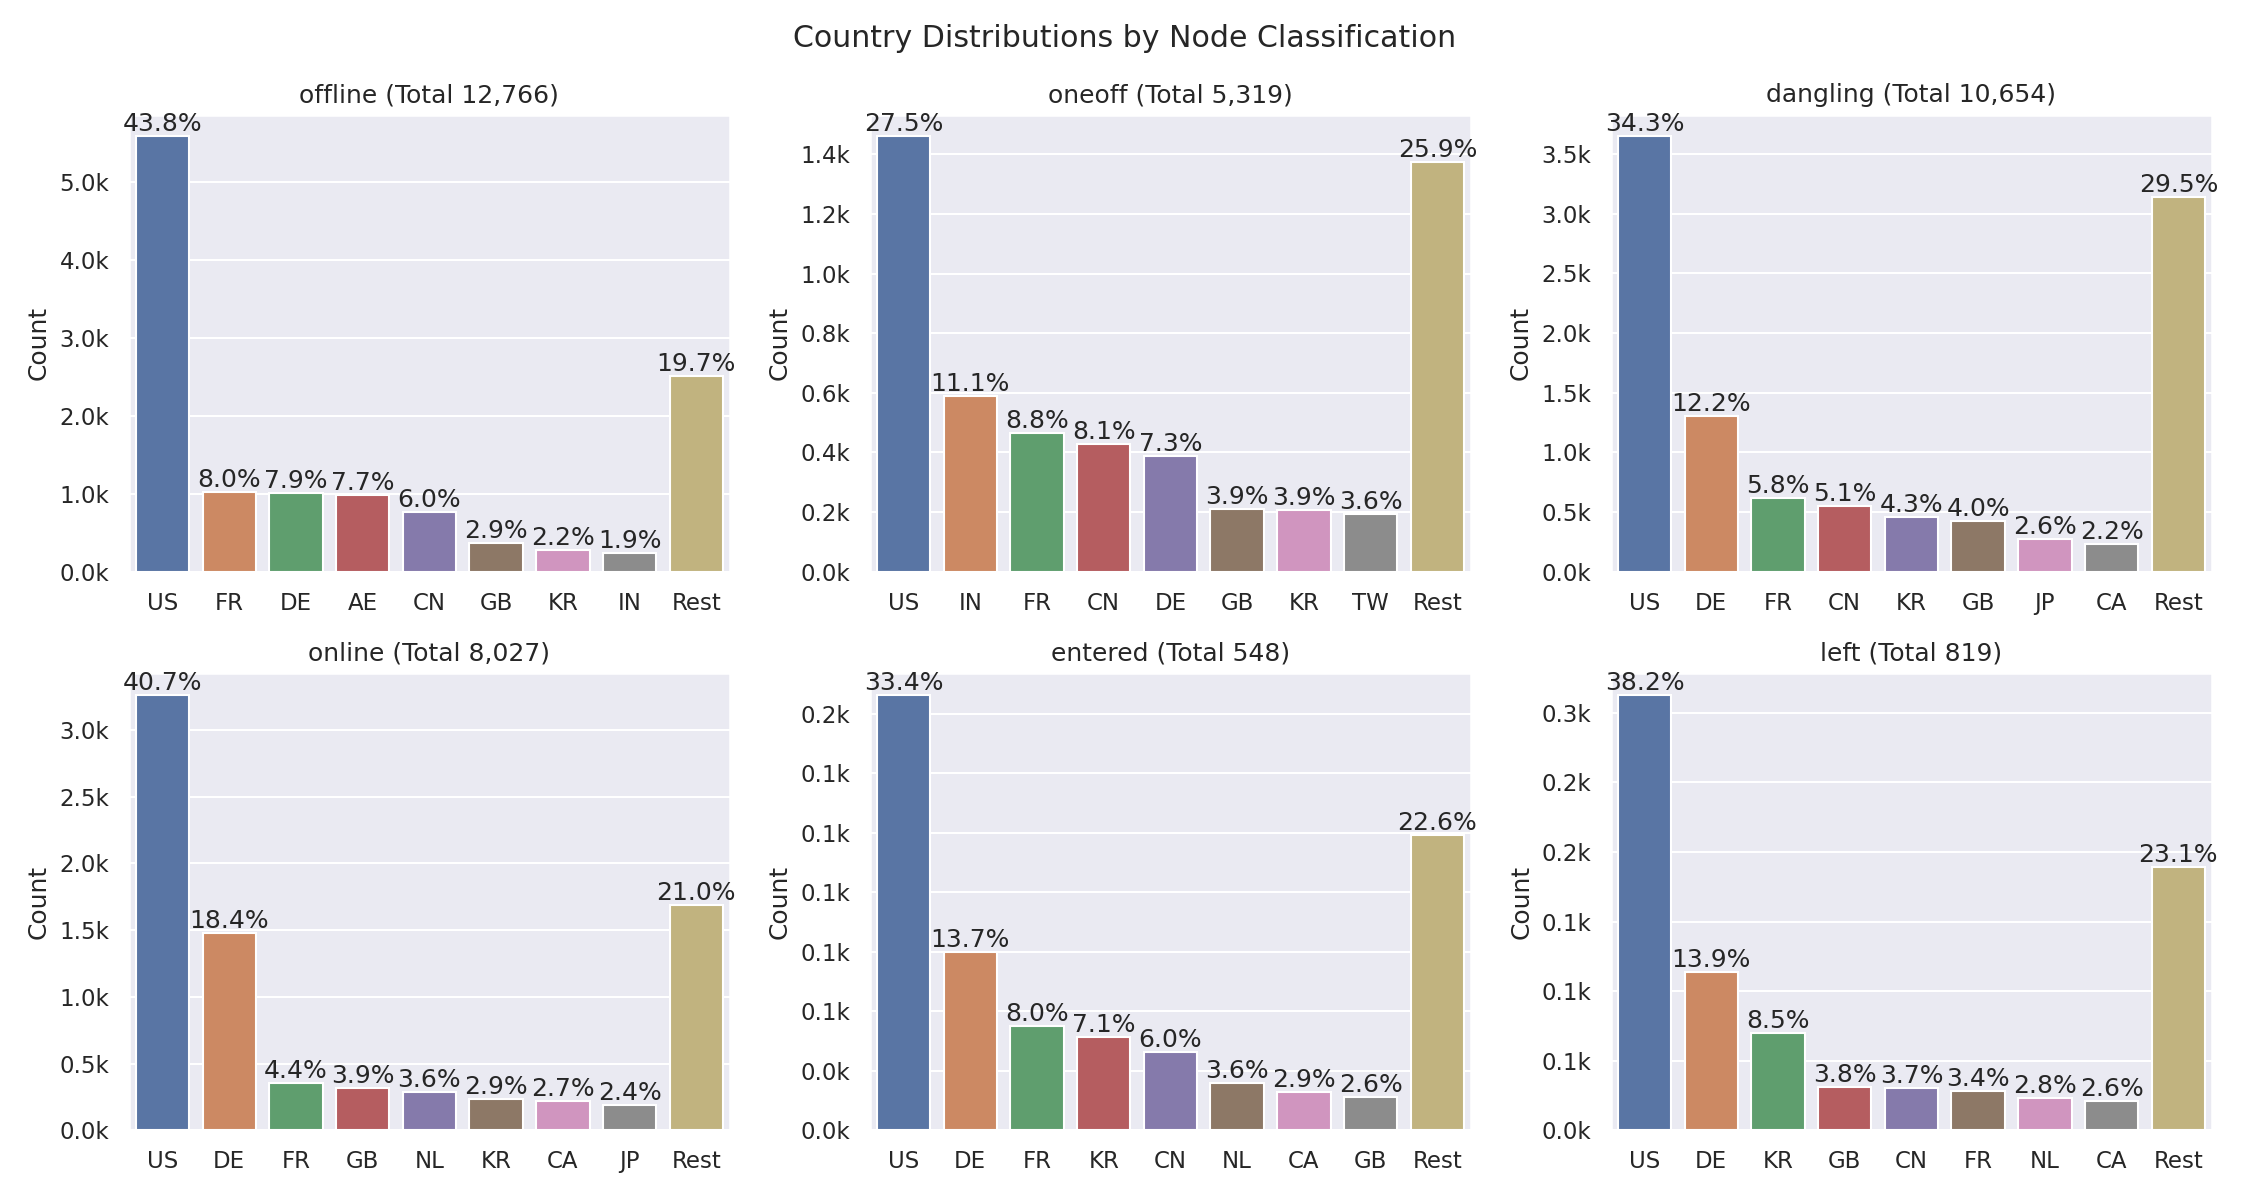 Country Distributions by Node Classification
offline (Total 12,766)
43.8%
5.0k
4.0k
3.0k
2.0k
1.0k
0.0k
Count
8.0%
7.9%
7.7%
6.0%
2.9%
2.2%
1.9%
19.7%
US FR DE AE CN GB KR IN Rest
oneoff (Total 5,319)
27.5%
1.4k
1.2k
1.0k
0.8k
0.6k
0.4k
0.2k
0.0k
Count
11.1%
8.8%
8.1%
7.3%
3.9%
3.9%
3.6%
25.9%
US IN FR CN DE GB KR TW Rest
dangling (Total 10,654)
34.3%
3.5k
3.0k
2.5k
2.0k
1.5k
1.0k
0.5k
0.0k
Count
12.2%
5.8%
5.1%
4.3%
4.0%
2.6%
2.2%
29.5%
US DE FR CN KR GB JP CA Rest
online (Total 8,027)
40.7%
3.0k
2.5k
2.0k
1.5k
1.0k
0.5k
0.0k
Count
18.4%
4.4%
3.9%
3.6%
2.9%
2.7%
2.4%
21.0%
US DE FR GB NL KR CA JP Rest
entered (Total 548)
33.4%
0.2k
0.1k
0.1k
0.1k
0.1k
0.1k
0.0k
0.0k
Count
13.7%
8.0%
7.1%
6.0%
3.6%
2.9%
2.6%
22.6%
US DE FR KR CN NL CA GB Rest
left (Total 819)
38.2%
0.3k
0.2k
0.2k
0.1k
0.1k
0.1k
0.0k
Count
13.9%
8.5%
3.8%
3.7%
3.4%
2.8%
2.6%
23.1%
US DE KR GB CN FR NL CA Rest